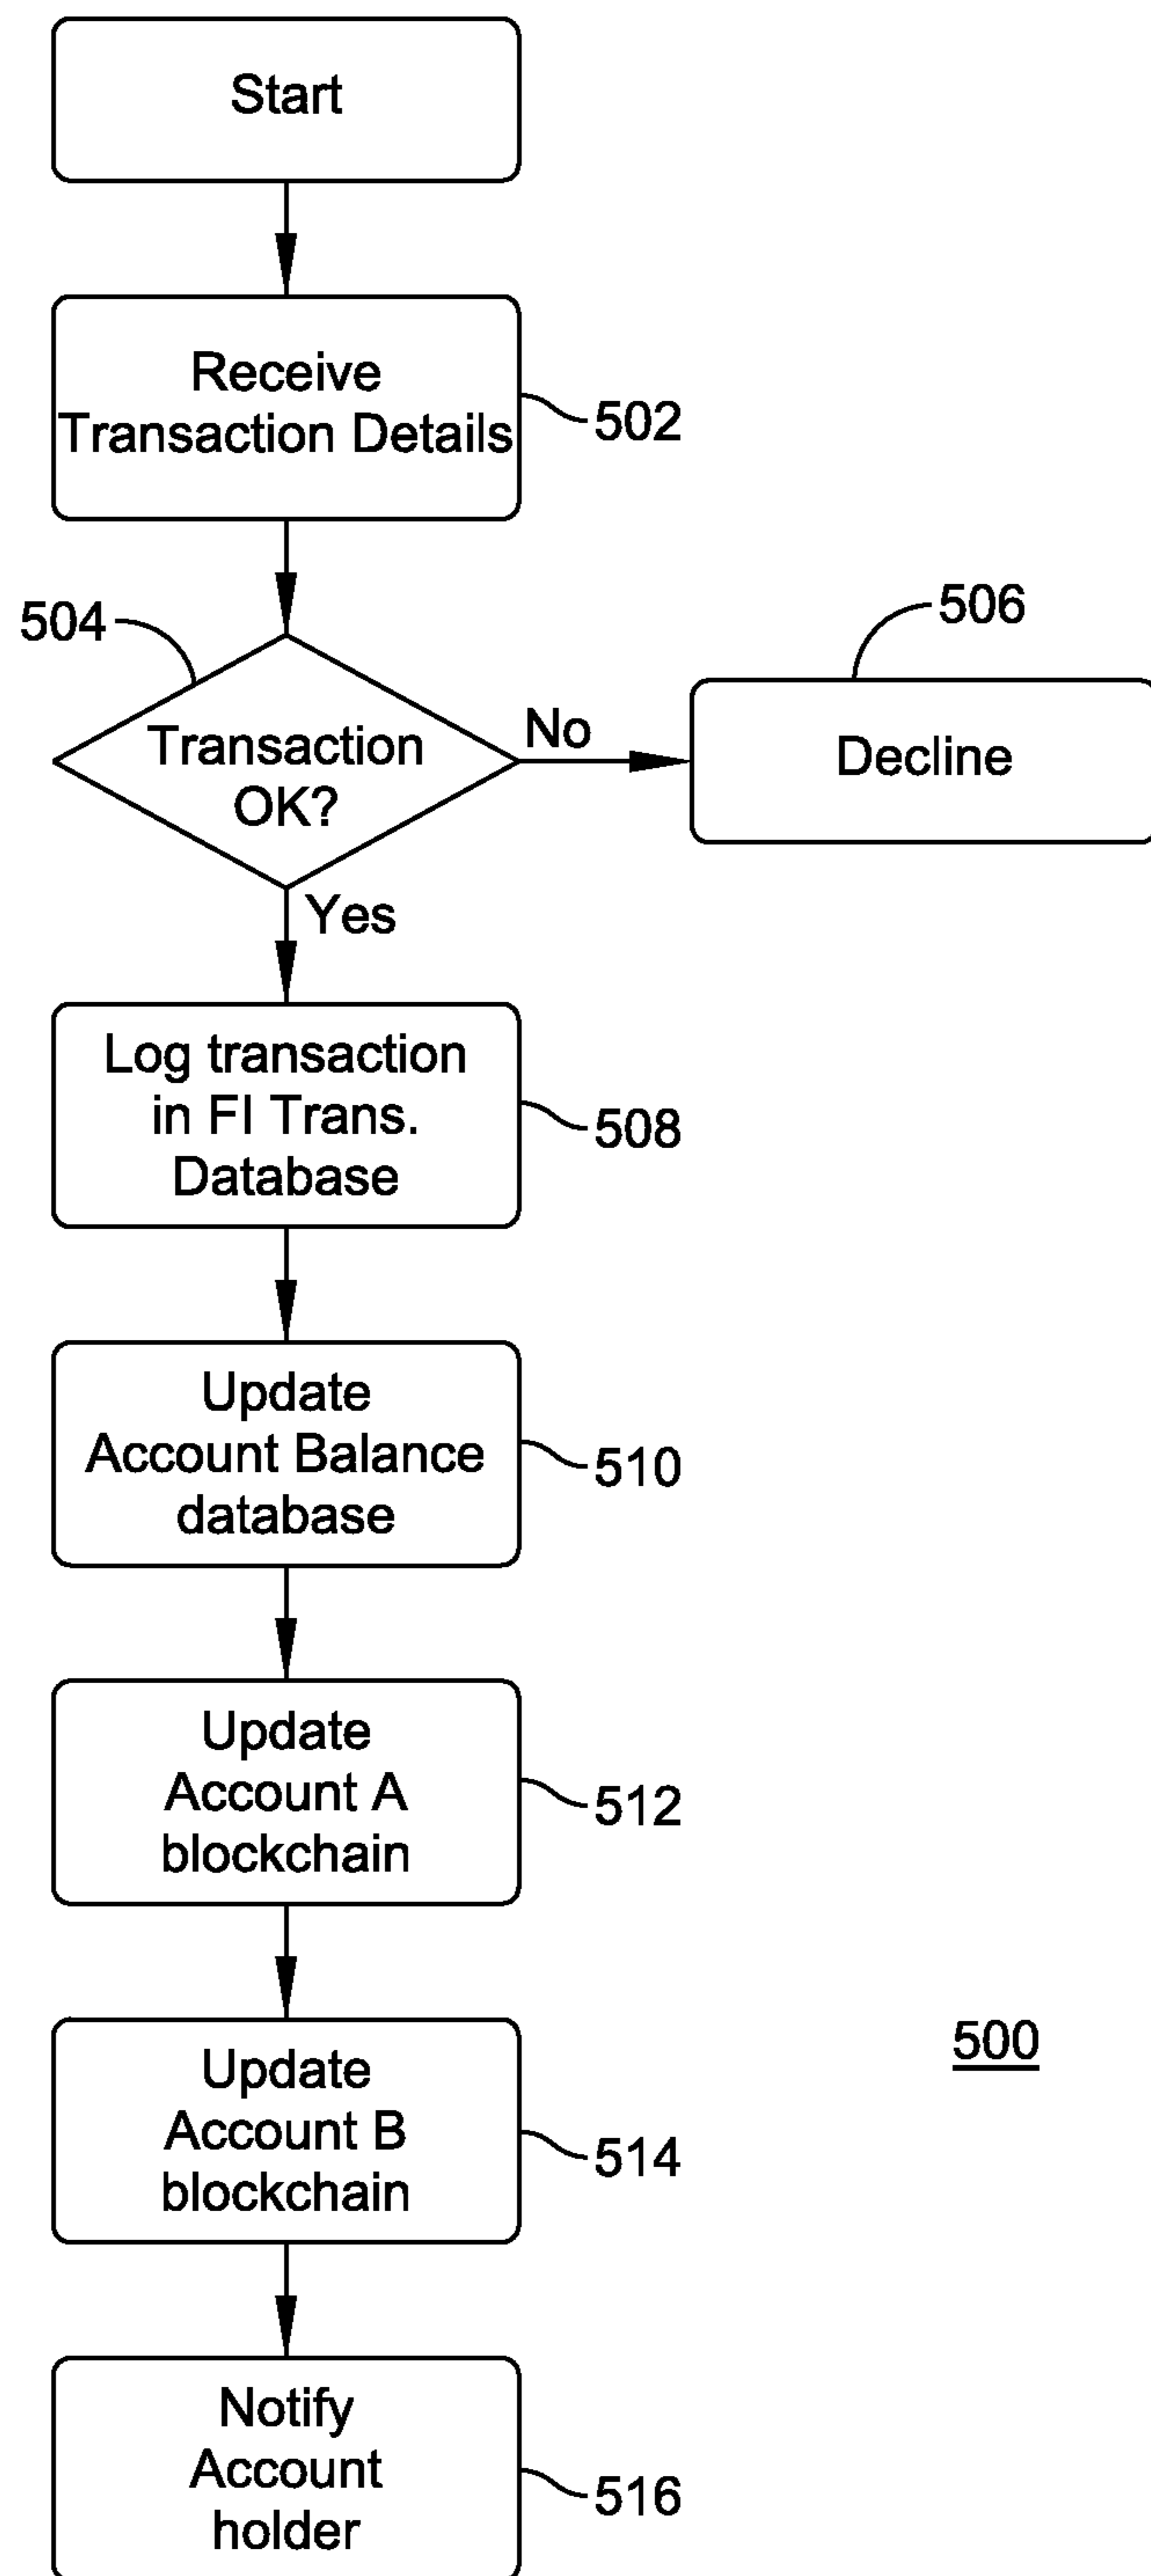 Start
Receive
Transaction Details
502
504
Transaction
OK?
No
506
Decline
Yes
Log transaction
in FI Trans.
Database
508
Update
Account Balance
database
510
Update
Account A
blockchain
512
Update
Account B
blockchain
514
500
Notify
Account
holder
516